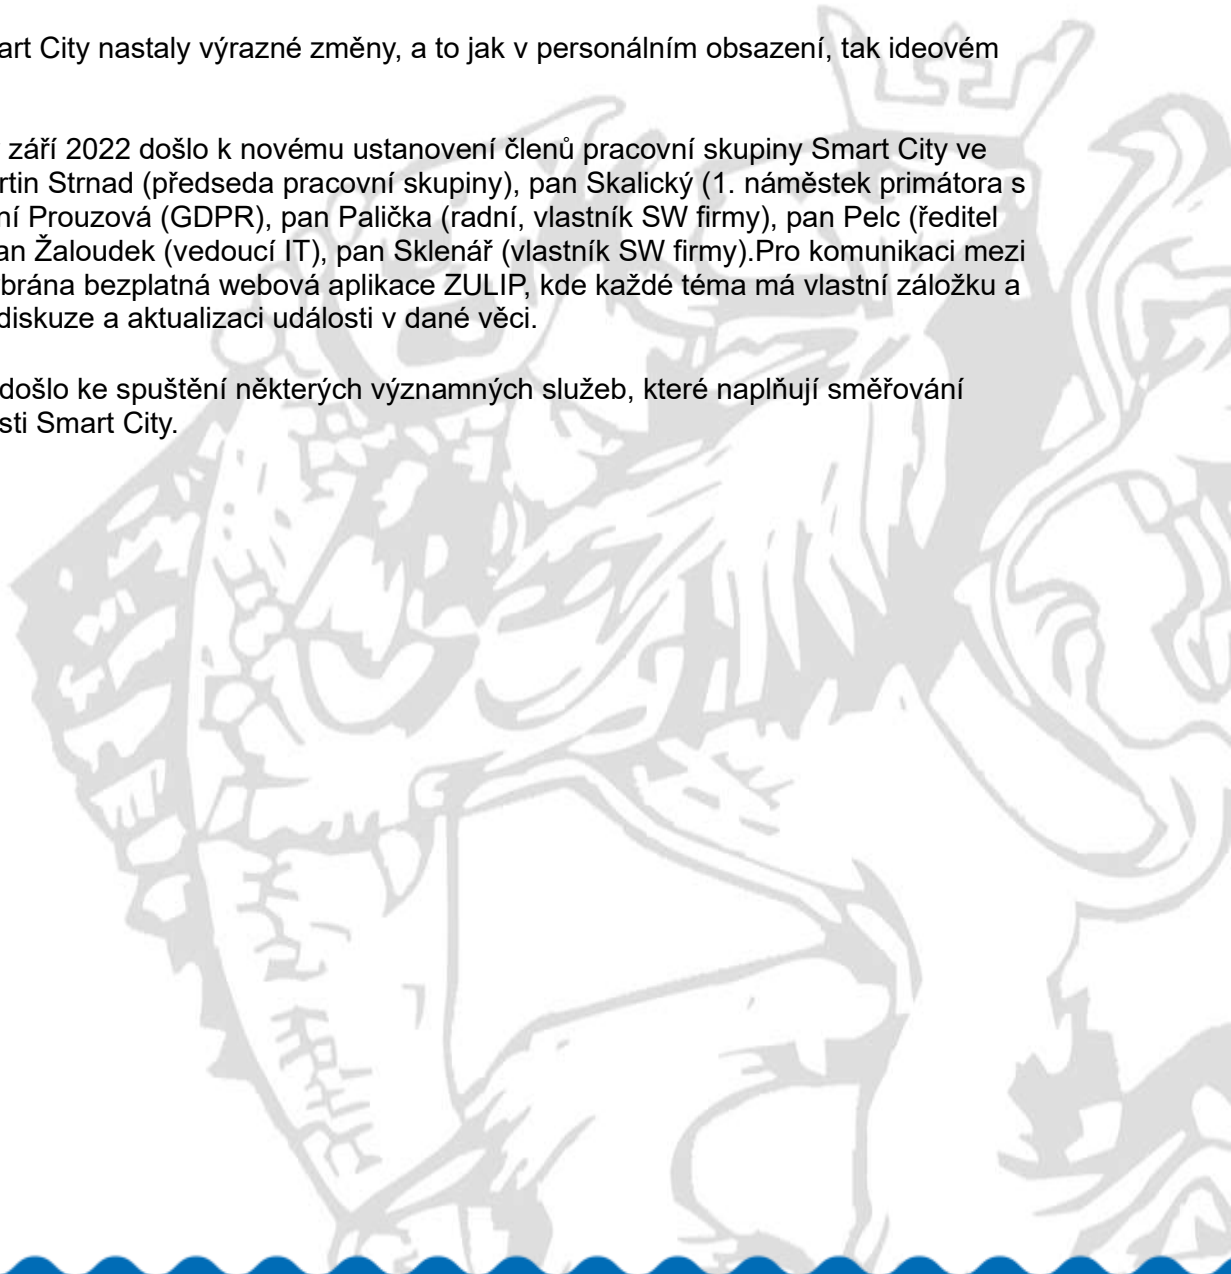 art City nastaly výrazné změny, a to jak v personálním obsazení, tak ideovém
září 2022 došlo k novému ustanovení členů pracovní skupiny Smart City ve
rtin Strnad (předseda pracovní skupiny), pan Skalický (1. náměstek primátora s
ní Prouzová (GDPR), pan Palička (radní, vlastník SW firmy), pan Pelc (ředitel
an Žaloudek (vedoucí IT), pan Sklenář (vlastník SW firmy).Pro komunikaci mezi
brána bezplatná webová aplikace ZULIP, kde každé téma má vlastní záložku a
diskuze a aktualizaci události v dané věci.
došlo ke spuštění některých významných služeb, které naplňují směřování
sti Smart City.